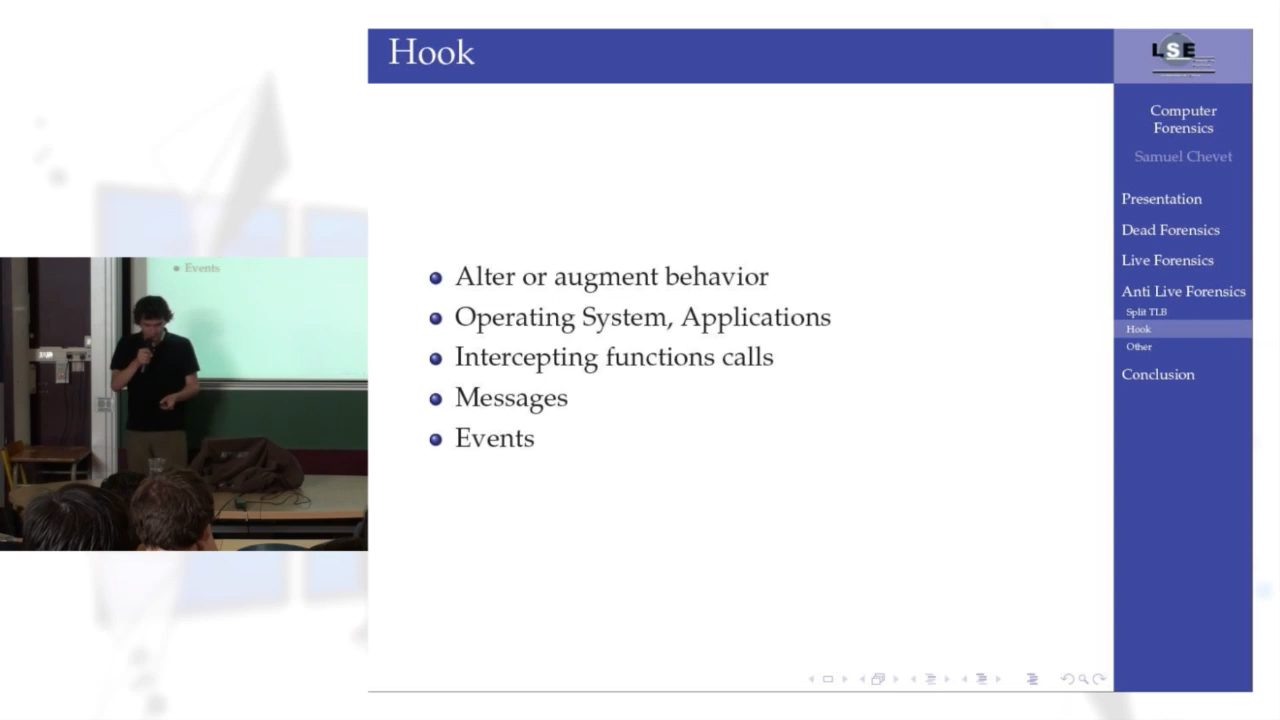 Hook
LSE
Computer
Forensics
Samuel Chevet
Presentation
Dead Forensics
Live Forensics
Anti Live Forensics
Split TLB
Hook
Other
Conclusion
Alter or augment behavior
Operating System, Applications
Intercepting functions calls
Messages
Events
Events